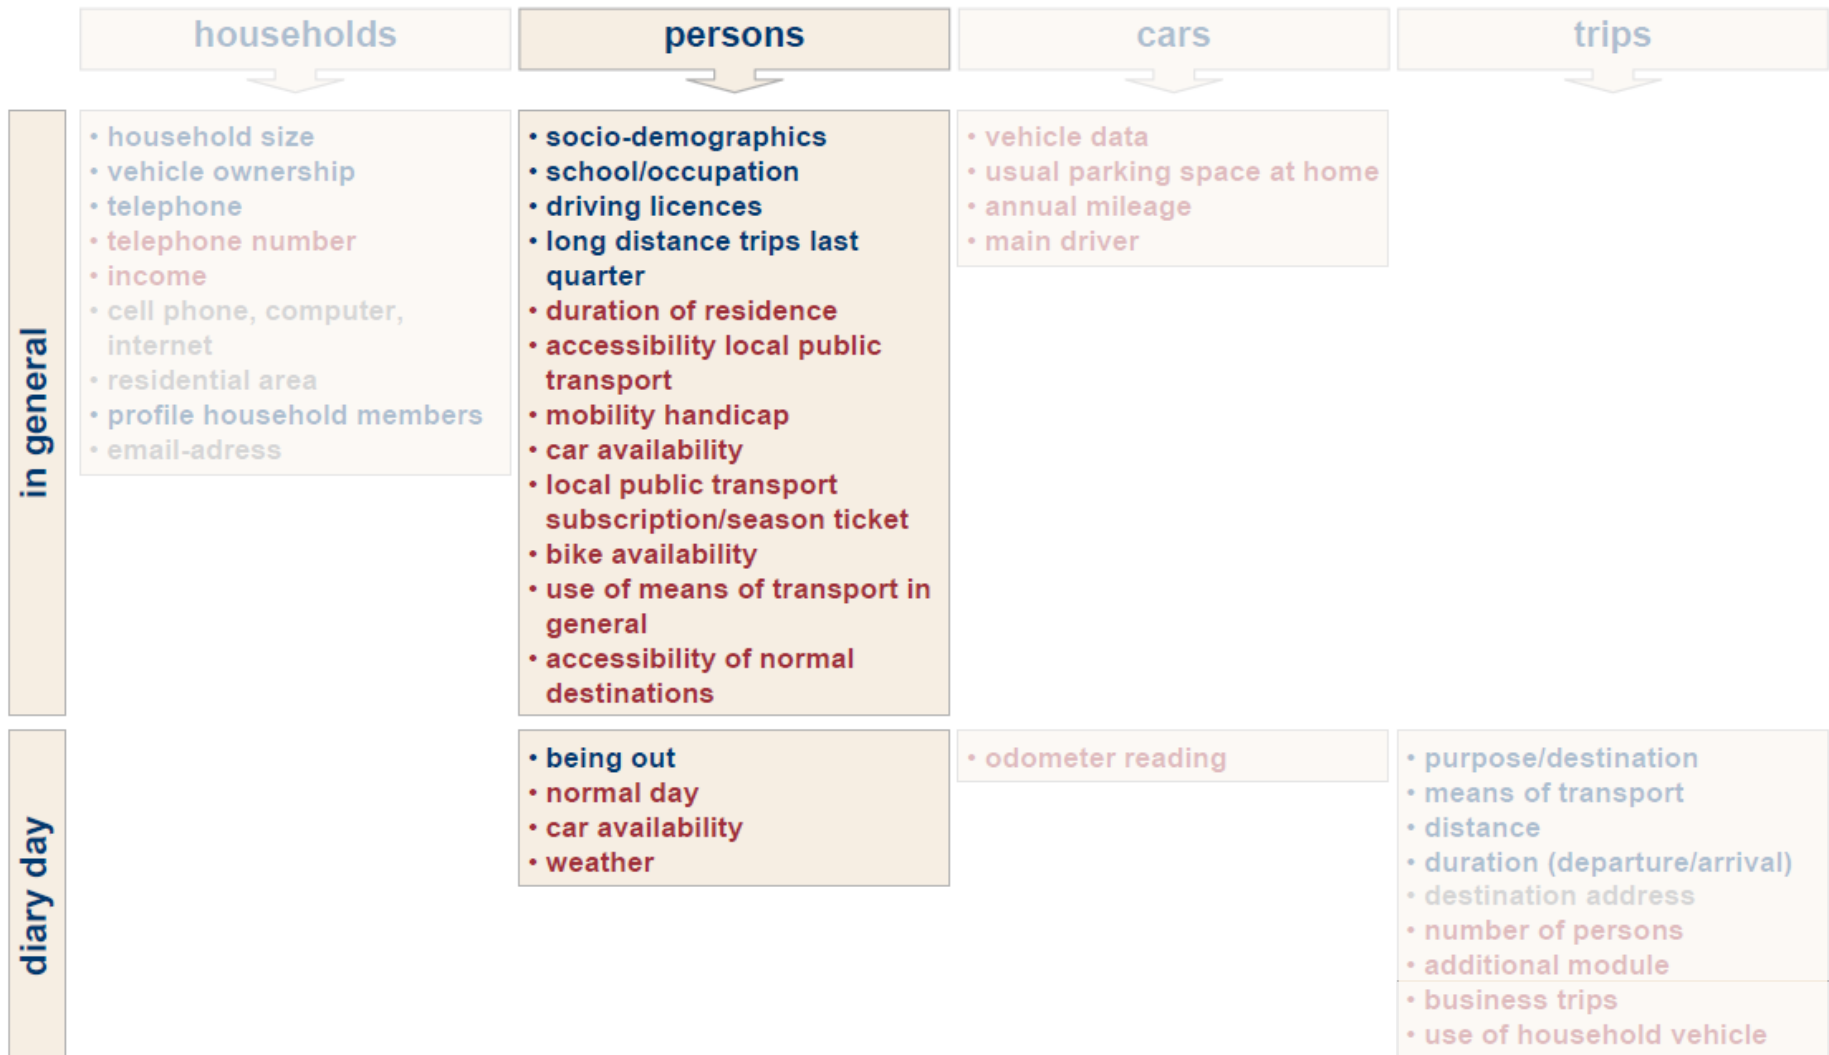 households
persons
cars
trips
in general
• household size
• vehicle ownership
• telephone
• telephone number
• income
• cell phone, computer,
internet
• residential area
• profile household members
• email-adress
• socio-demographics
• school/occupation
• driving licences
• long distance trips last
quarter
• duration of residence
• accessibility local public
transport
• mobility handicap
• car availability
• local public transport
subscription/season ticket
• bike availability
• use of means of transport in
general
• accessibility of normal
destinations
• vehicle data
• usual parking space at home
• annual mileage
• main driver
diary day
• being out
• normal day
• car availability
• weather
• odometer reading
• purpose/destination
• means of transport
• distance
• duration (departure/arrival)
• destination address
• number of persons
• additional module
• business trips
• use of household vehicle